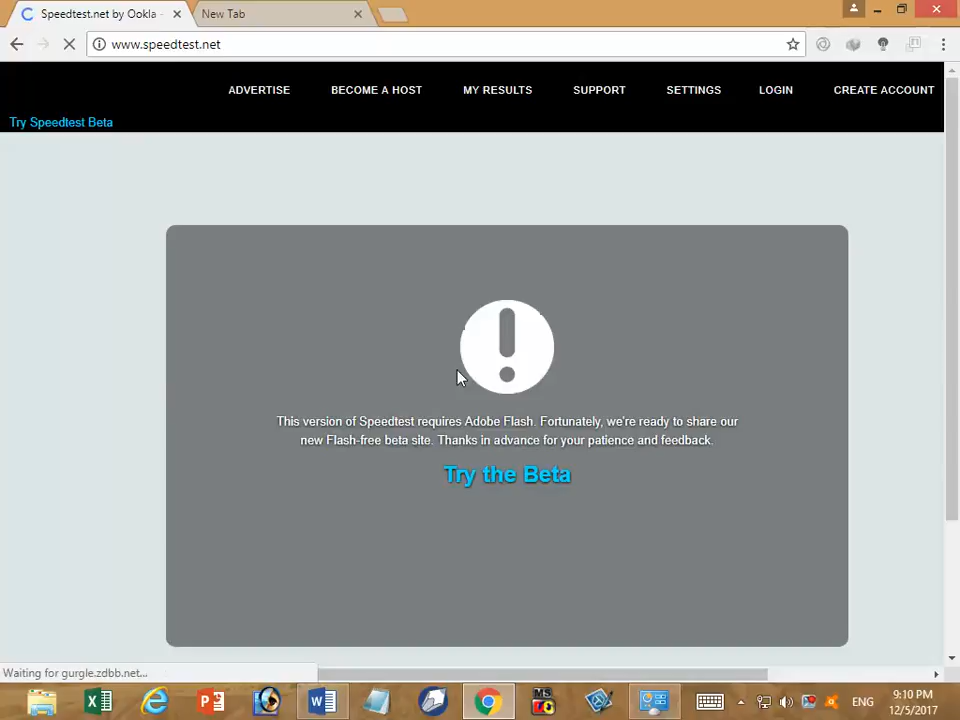 Speedtest.net by Ookla -
New Tab
www.speedtest.net
ADVERTISE BECOME A HOST MY RESULTS SUPPORT SETTINGS LOGIN CREATE ACCOUNT
Try Speedtest Beta
This version of Speedtest requires Adobe Flash. Fortunately, we're ready to share our
new Flash-free beta site. Thanks in advance for your patience and feedback.
Try the Beta
Waiting for gurgle.zdbb.net...
MS
ENG
9:10 PM
12/5/2017